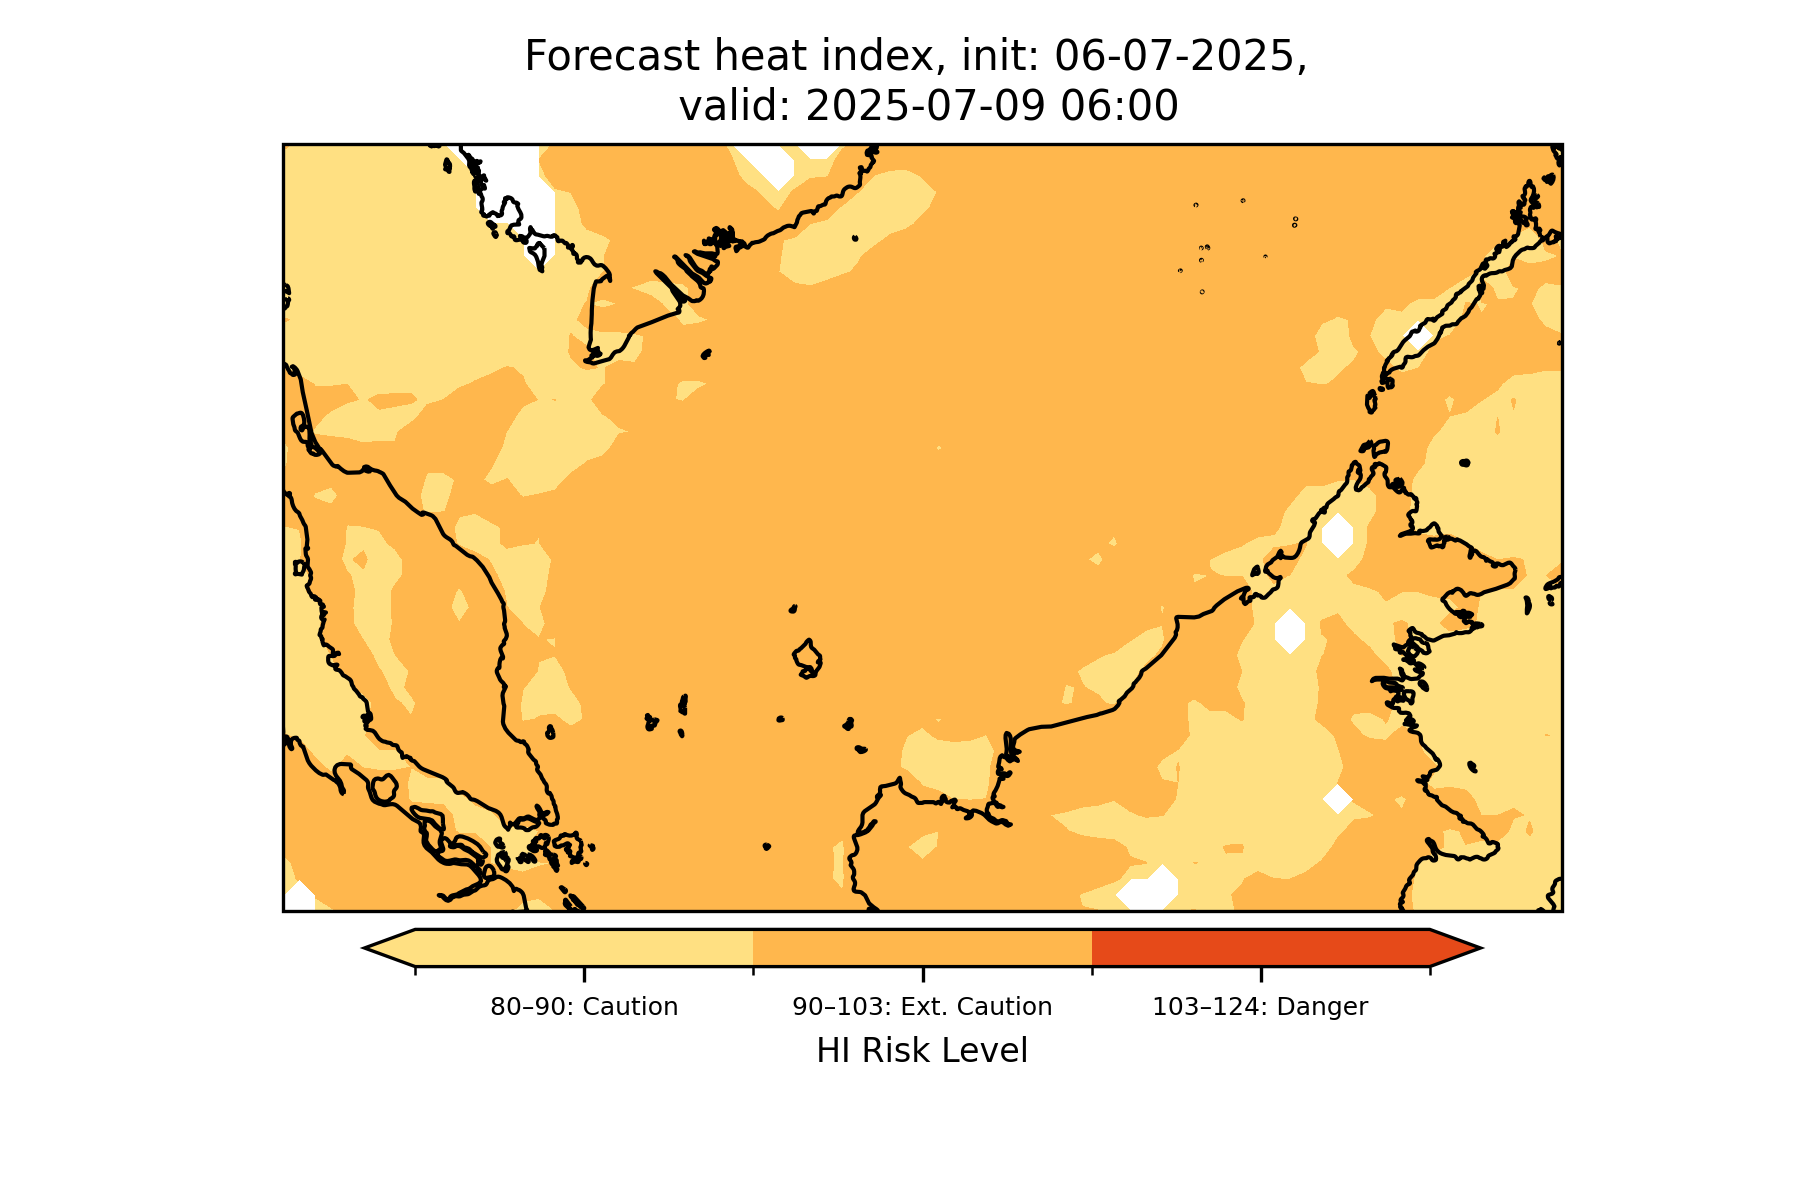 Forecast heat index, init: 06-07-2025,
valid: 2025-07-09 06:00
80–90: Caution
90–103: Ext. Caution
103–124: Danger
HI Risk Level